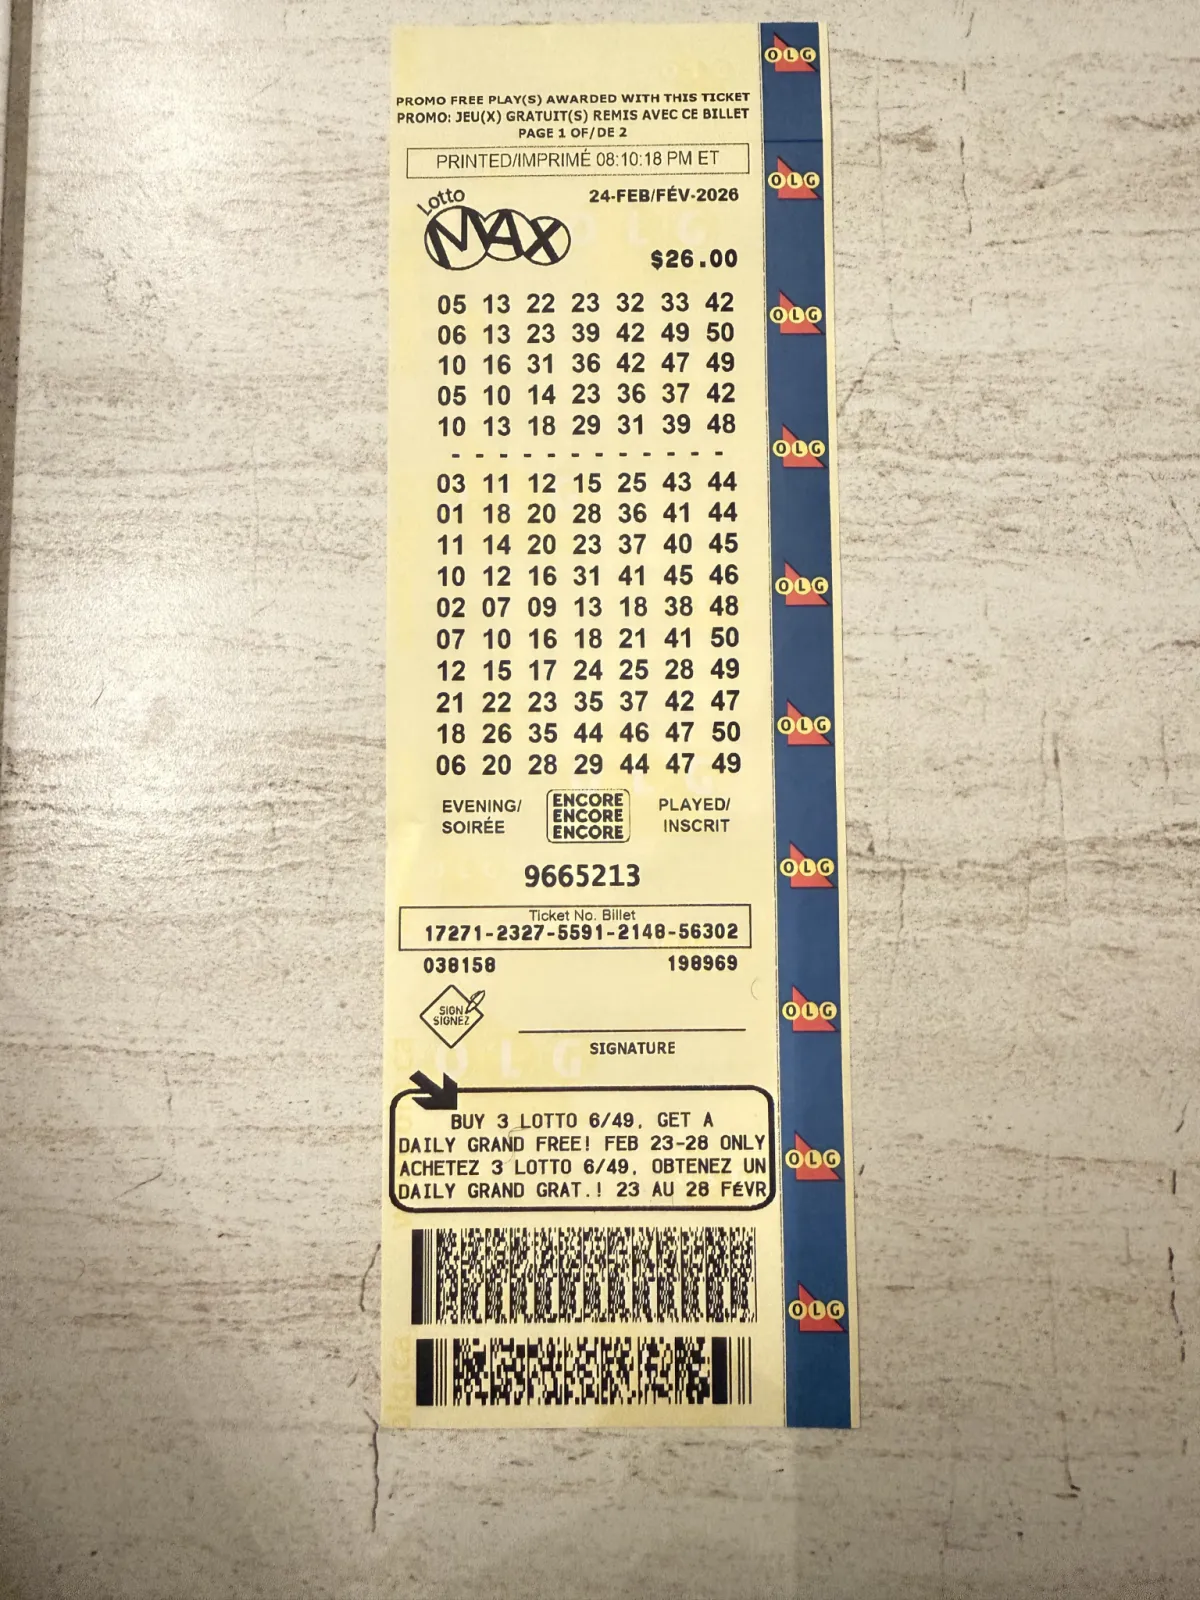 PROMO FREE PLAY(S) AWARDED WITH THIS TICKET
PROMO: JEU(X) GRATUIT(S) REMIS AVEC CE BILLET
PAGE 1 OF/DE 2
PRINTED/IMPRIMÉ 08:10:18 PM ET
Lotto MAX
24-FEB/FÉV-2026
$26.00
05 13 22 23 32 33 42
06 13 23 39 42 49 50
10 16 31 36 42 47 49
05 10 14 23 36 37 42
10 13 18 29 31 39 48
- - - - - - - - - - - -
03 11 12 15 25 43 44
01 18 20 28 36 41 44
11 14 20 23 37 40 45
10 12 16 31 41 45 46
02 07 09 13 18 38 48
07 10 16 18 21 41 50
12 15 17 24 25 28 49
21 22 23 35 37 42 47
18 26 35 44 46 47 50
06 20 28 29 44 47 49
EVENING/
SOIRÉE
ENCORE
ENCORE
ENCORE
PLAYED/
INSCRIT
9665213
Ticket No. Billet
17271-2327-5591-2148-56302
038158 198969
SIGN
SIGNEZ
SIGNATURE
BUY 3 LOTTO 6/49, GET A
DAILY GRAND FREE! FEB 23-28 ONLY
ACHETEZ 3 LOTTO 6/49, OBTENEZ UN
DAILY GRAND GRAT.! 23 AU 28 FÉVR
OLG
OLG
OLG
OLG
OLG
OLG
OLG
OLG
OLG
OLG